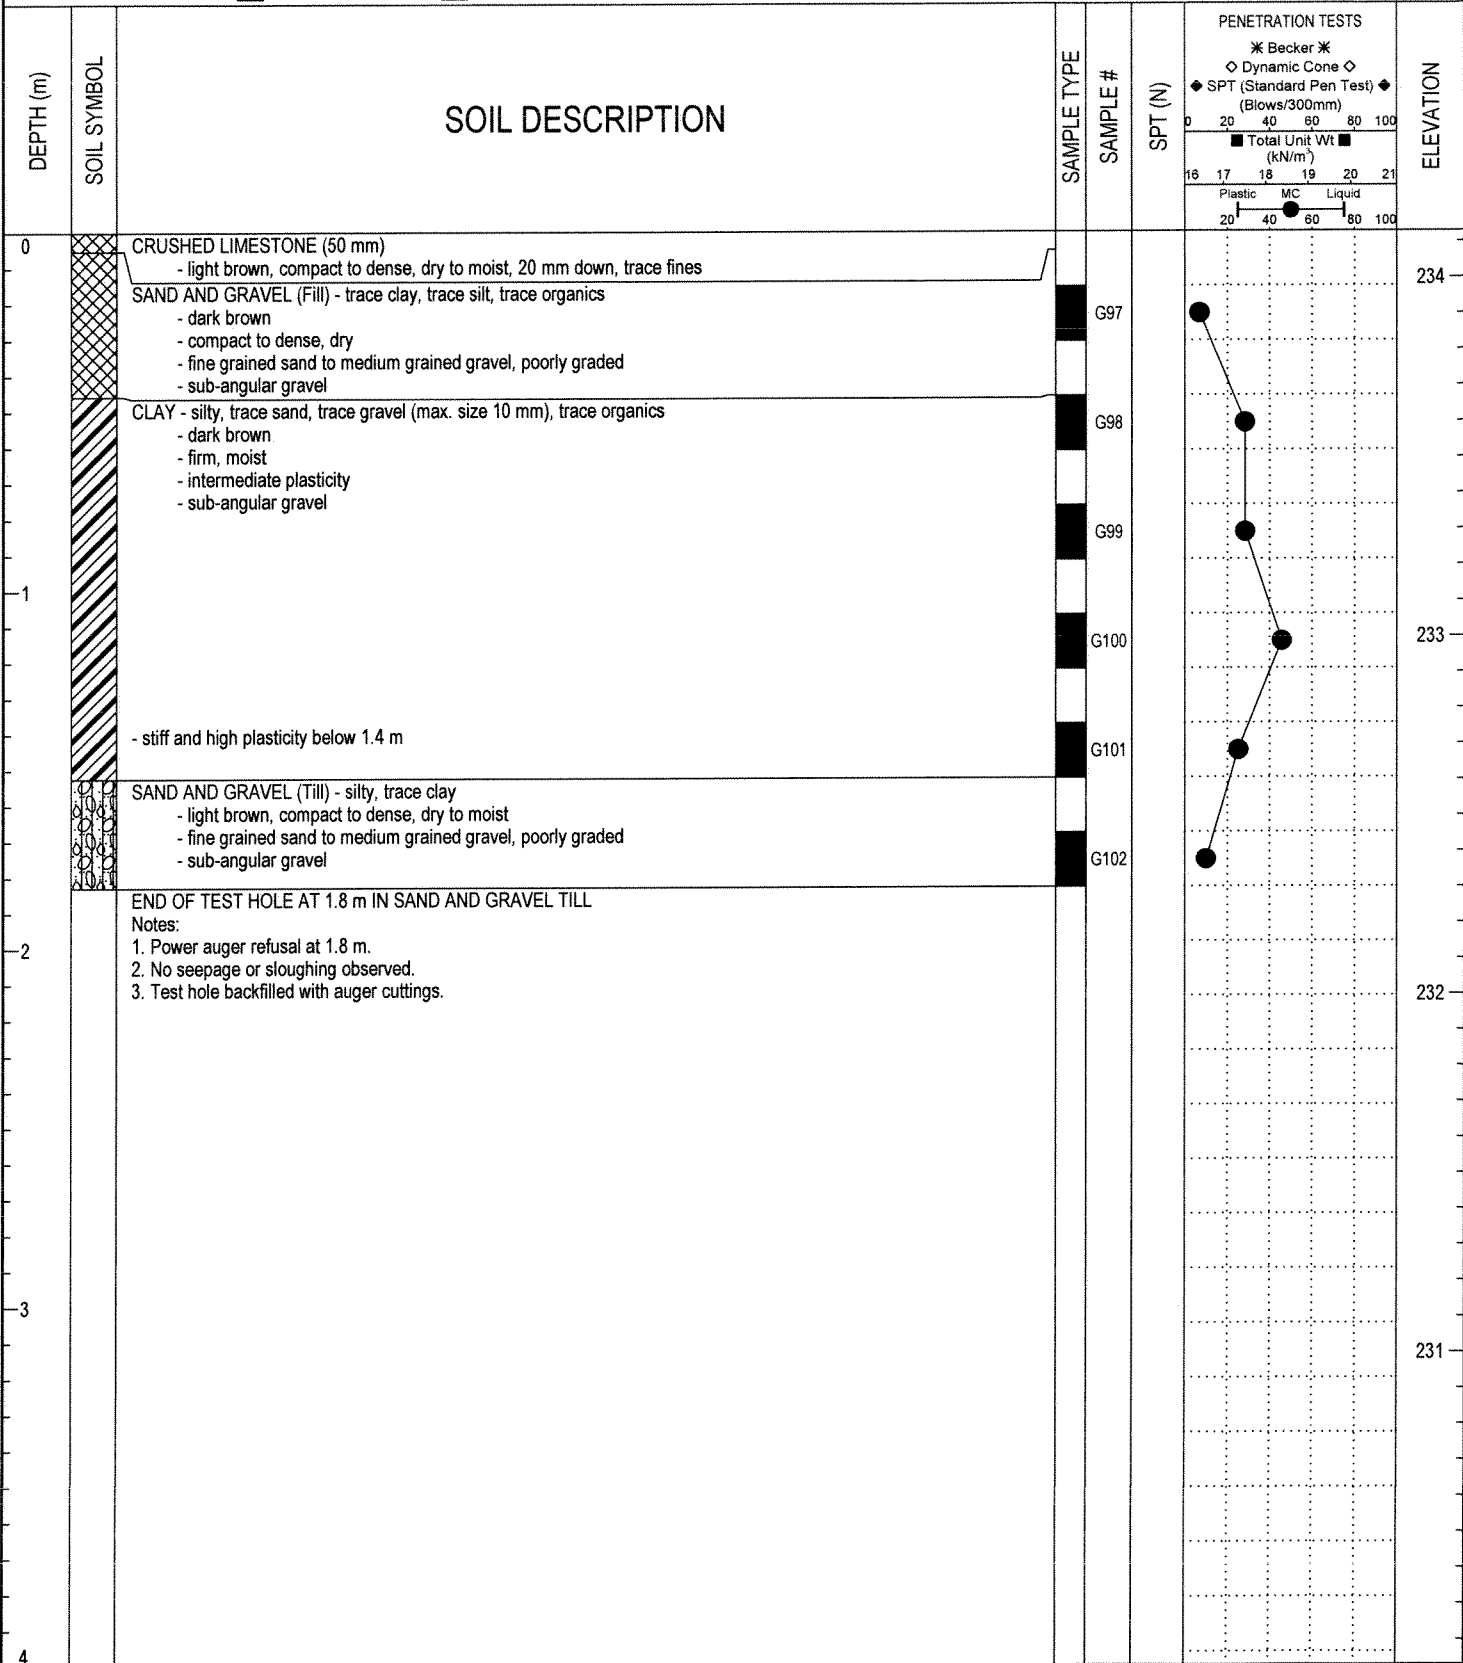 DEPTH (m)
SOIL SYMBOL
SOIL DESCRIPTION
SAMPLE TYPE
SAMPLE #
SPT (N)
PENETRATION TESTS
✳ Becker ✳
◇ Dynamic Cone ◇
◆ SPT (Standard Pen Test) ◆
(Blows/300mm)
0 20 40 60 80 100
■ Total Unit Wt ■
(kN/m³)
16 17 18 19 20 21
Plastic MC Liquid
20 40 60 80 100
ELEVATION
0
CRUSHED LIMESTONE (50 mm)
- light brown, compact to dense, dry to moist, 20 mm down, trace fines
234
SAND AND GRAVEL (Fill) - trace clay, trace silt, trace organics
- dark brown
G97
- compact to dense, dry
- fine grained sand to medium grained gravel, poorly graded
- sub-angular gravel
CLAY - silty, trace sand, trace gravel (max. size 10 mm), trace organics
G98
- dark brown
- firm, moist
- intermediate plasticity
- sub-angular gravel
G99
1
233
G100
- stiff and high plasticity below 1.4 m
G101
SAND AND GRAVEL (Till) - silty, trace clay
- light brown, compact to dense, dry to moist
- fine grained sand to medium grained gravel, poorly graded
- sub-angular gravel
G102
END OF TEST HOLE AT 1.8 m IN SAND AND GRAVEL TILL
Notes:
1. Power auger refusal at 1.8 m.
2
2. No seepage or sloughing observed.
3. Test hole backfilled with auger cuttings.
232
3
231
4